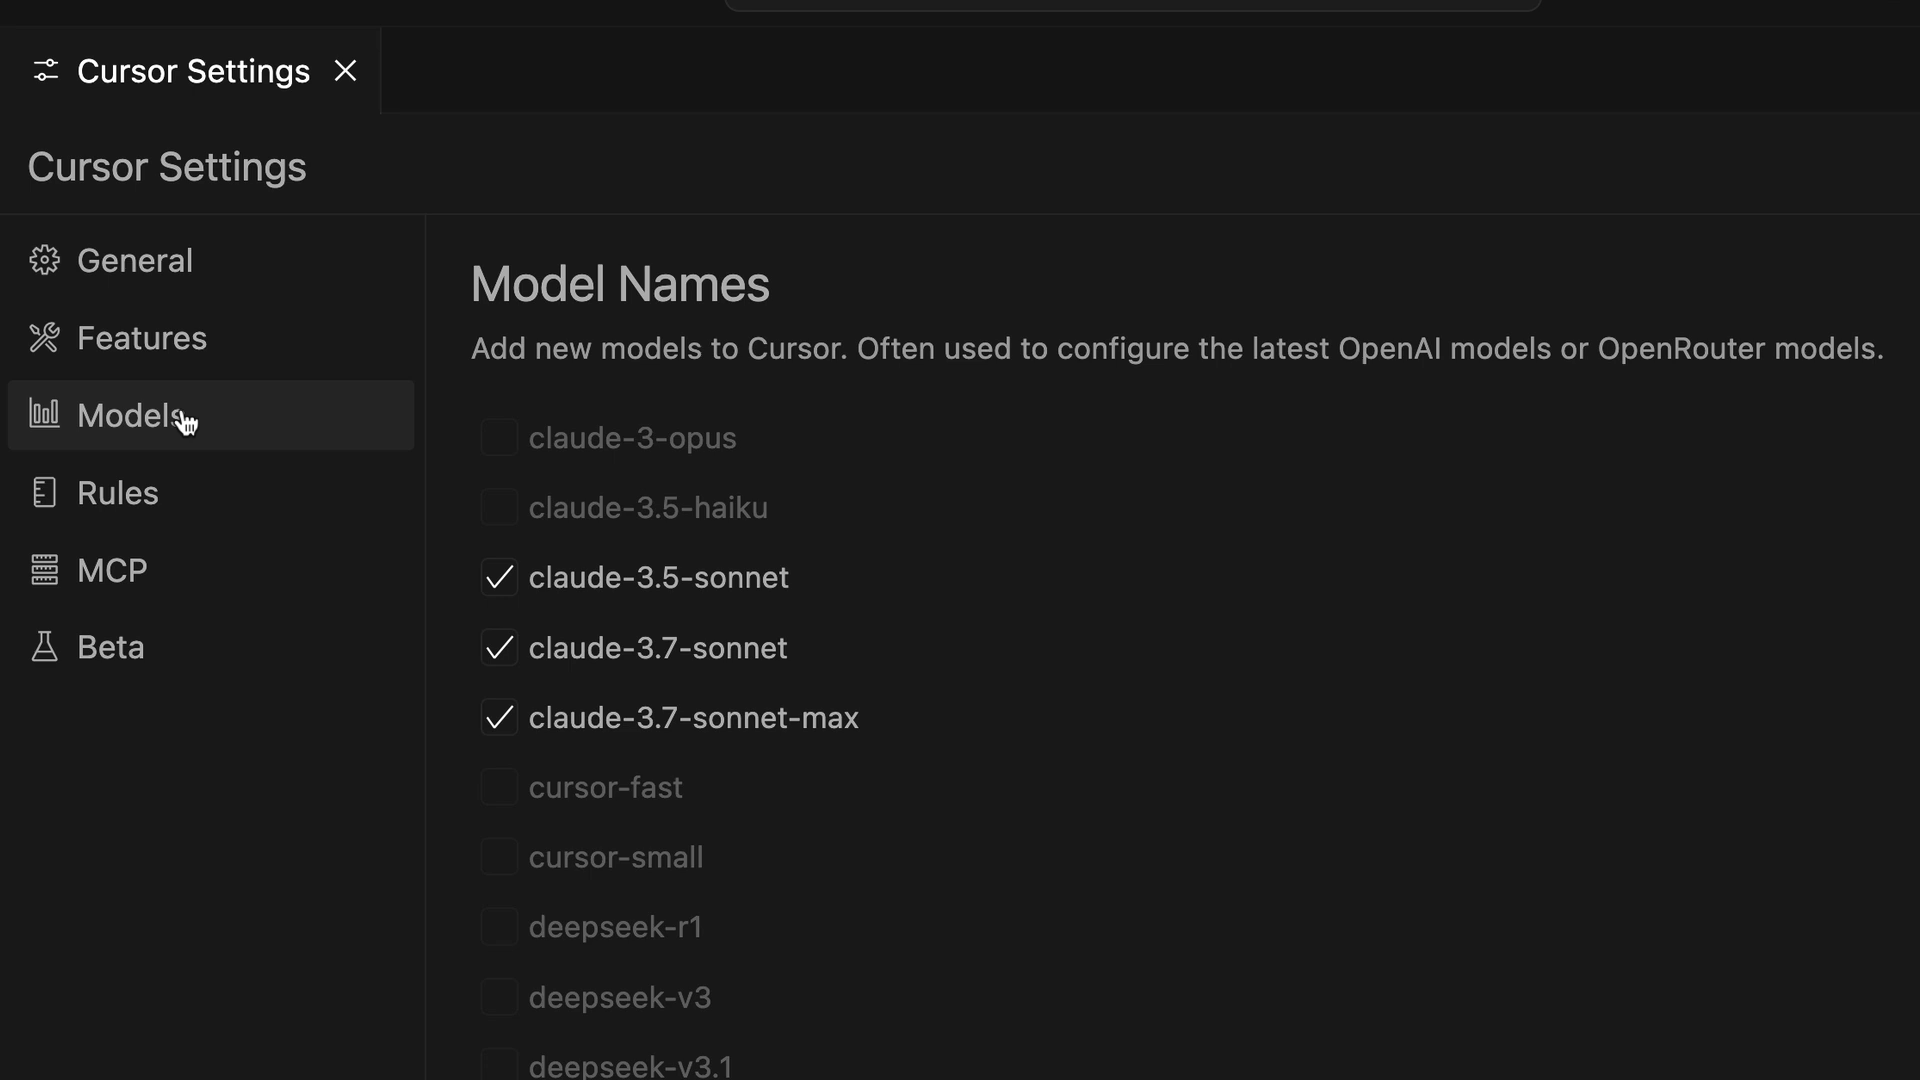 Cursor Settings
Cursor Settings
General
Features
Models
Rules
MCP
Beta
Model Names
Add new models to Cursor. Often used to configure the latest OpenAI models or OpenRouter models.
claude-3-opus
claude-3.5-haiku
claude-3.5-sonnet
claude-3.7-sonnet
claude-3.7-sonnet-max
cursor-fast
cursor-small
deepseek-r1
deepseek-v3
deepseek-v3.1